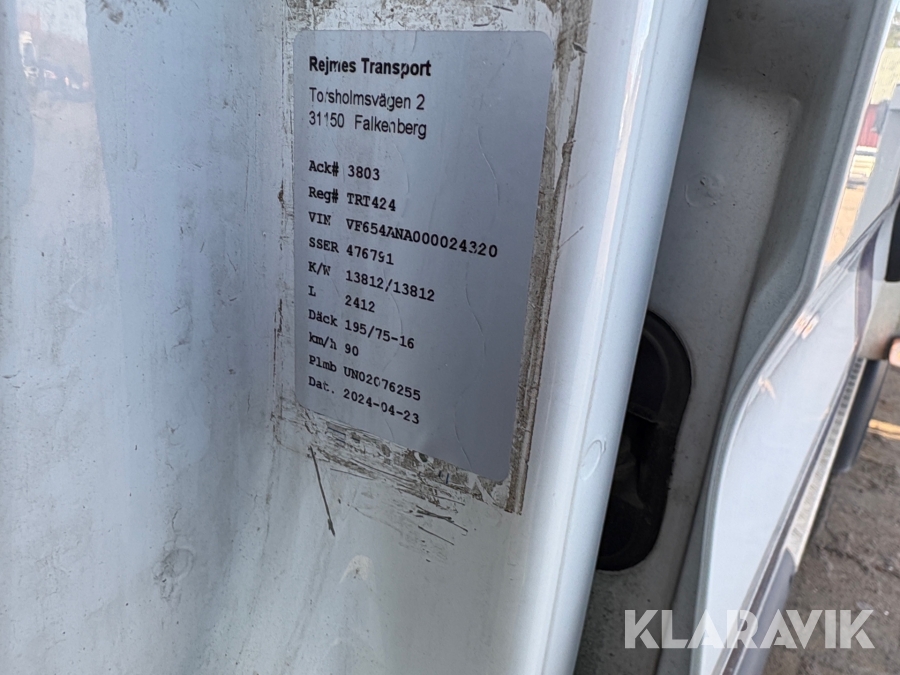 Rejmes Transport
Torsholmsvägen 2
31150 Falkenberg
Ack# 3803
Reg# TRT424
VIN VF654ANA000024320
SSER 476791
K/W 13812/13812
L 2412
Däck 195/75-16
km/h 90
Plmb UN02076255
Dat. 2024-04-23
KLARAVIK